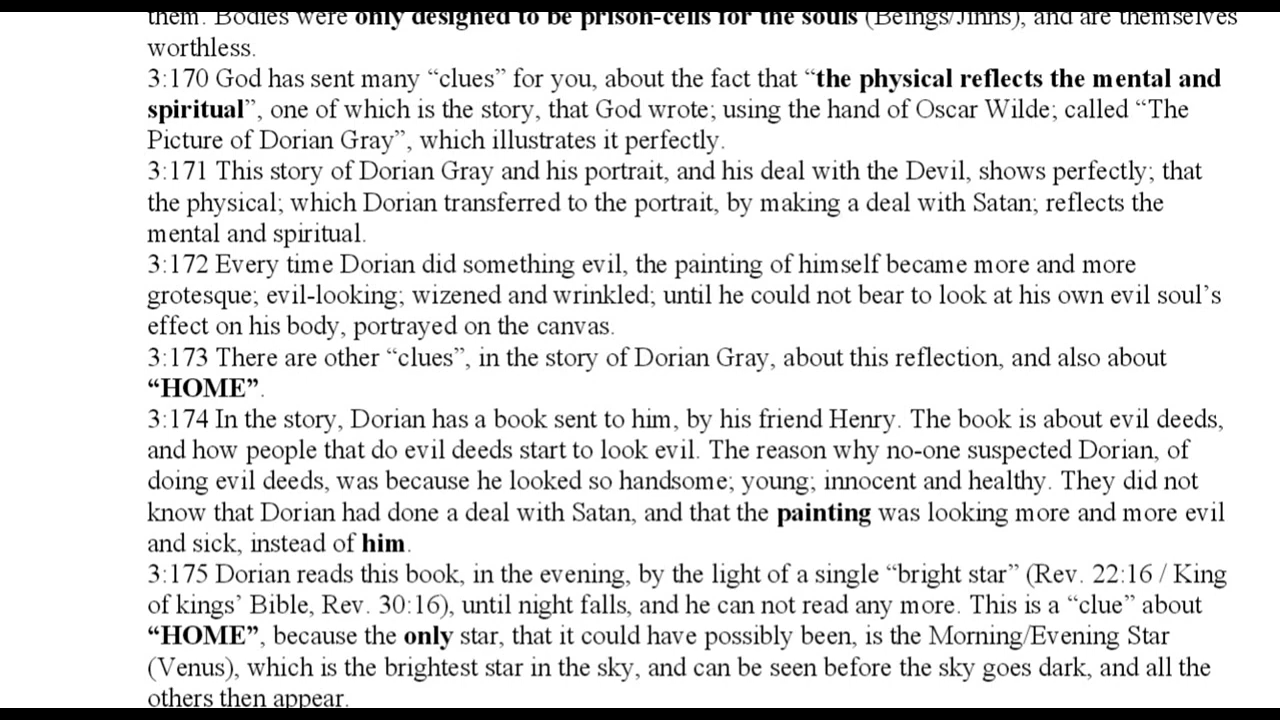 them. Bodies were only designed to be prison-cells for the souls (Beings/Jinns), and are themselves
worthless.
3:170 God has sent many “clues” for you, about the fact that “the physical reflects the mental and
spiritual”, one of which is the story, that God wrote; using the hand of Oscar Wilde; called “The
Picture of Dorian Gray”, which illustrates it perfectly.
3:171 This story of Dorian Gray and his portrait, and his deal with the Devil, shows perfectly; that
the physical; which Dorian transferred to the portrait, by making a deal with Satan; reflects the
mental and spiritual.
3:172 Every time Dorian did something evil, the painting of himself became more and more
grotesque; evil-looking; wizened and wrinkled; until he could not bear to look at his own evil soul’s
effect on his body, portrayed on the canvas.
3:173 There are other “clues”, in the story of Dorian Gray, about this reflection, and also about
“HOME”.
3:174 In the story, Dorian has a book sent to him, by his friend Henry. The book is about evil deeds,
and how people that do evil deeds start to look evil. The reason why no-one suspected Dorian, of
doing evil deeds, was because he looked so handsome; young; innocent and healthy. They did not
know that Dorian had done a deal with Satan, and that the painting was looking more and more evil
and sick, instead of him.
3:175 Dorian reads this book, in the evening, by the light of a single “bright star” (Rev. 22:16 / King
of kings’ Bible, Rev. 30:16), until night falls, and he can not read any more. This is a “clue” about
“HOME”, because the only star, that it could have possibly been, is the Morning/Evening Star
(Venus), which is the brightest star in the sky, and can be seen before the sky goes dark, and all the
others then appear.